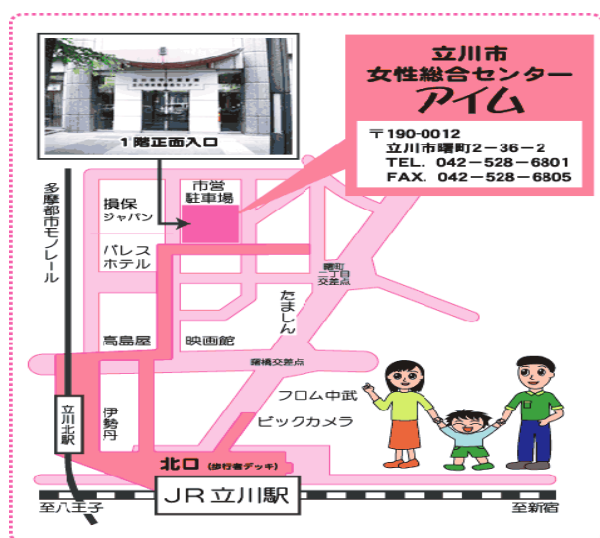 立川市
女性総合センター
アイム
〒190-0012
立川市曙町2-36-2
TEL. 042-528-6801
FAX. 042-528-6805
1階正面入口
多摩都市モノレール
損保
ジャパン
市営
駐車場
パレス
ホテル
曙町
二丁目
交差点
たましん
高島屋
映画館
曙橋交差点
フロム中武
ビックカメラ
立川北駅
伊勢丹
北口 (歩行者デッキ)
JR立川駅
至八王子
至新宿